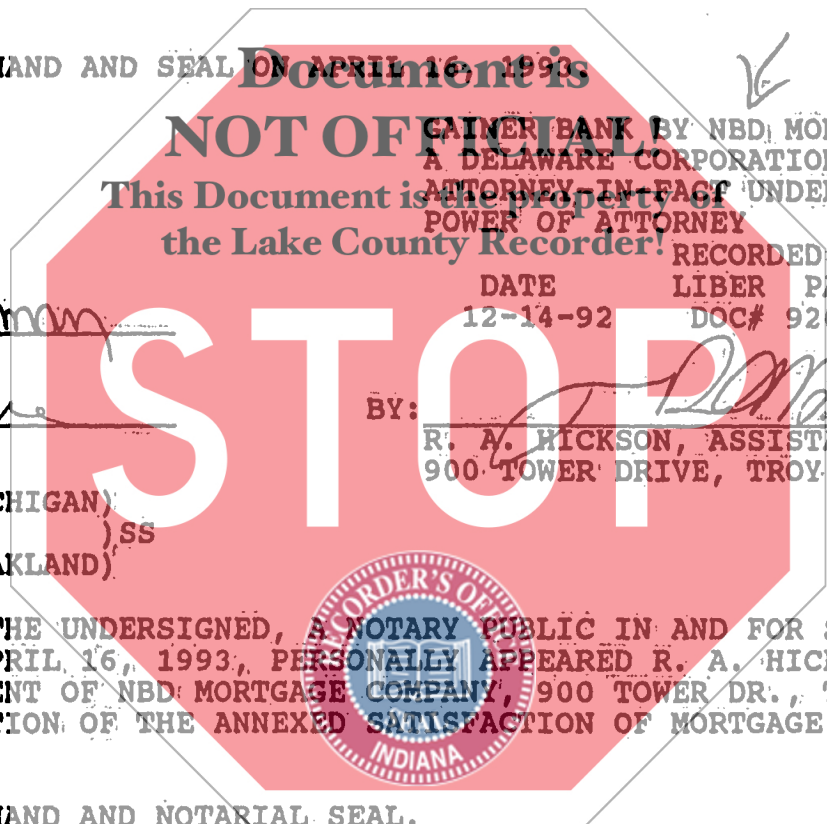 HAND AND SEAL ON APRIL 16, 1993.
Document is
NOT OFFICIAL!
This Document is the property of
the Lake County Recorder!
GAINER BANK BY NBD MO
A DELAWARE CORPORATIO
ATTORNEY-IN-FACT UNDE
POWER OF ATTORNEY
RECORDED
DATE LIBER P
12-14-92 DOC# 92
STOP
BY:
R. A. HICKSON, ASSIST
900 TOWER DRIVE, TROY
CHIGAN)
)SS
AKLAND)
RECORDER'S OFFICE
INDIANA
THE UNDERSIGNED, A NOTARY PUBLIC IN AND FOR
PRIL 16, 1993, PERSONALLY APPEARED R. A. HIC
ENT OF NBD MORTGAGE COMPANY, 900 TOWER DR.,
TION OF THE ANNEXED SATISFACTION OF MORTGAGE
HAND AND NOTARIAL SEAL.